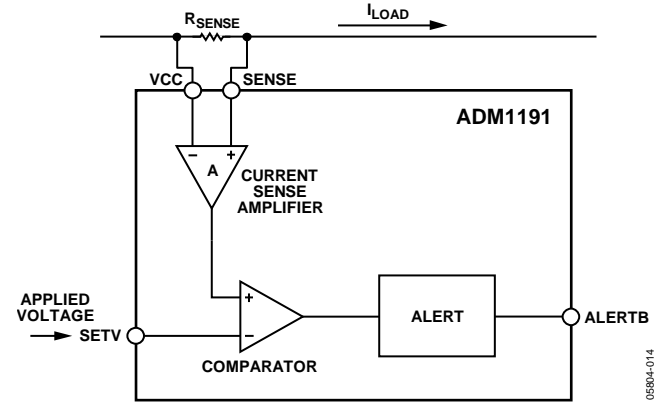 RSENSE
ILOAD
VCC
SENSE
ADM1191
− +
A
CURRENT
SENSE
AMPLIFIER
APPLIED
VOLTAGE
SETV
+
−
COMPARATOR
ALERT
ALERTB
05804-014